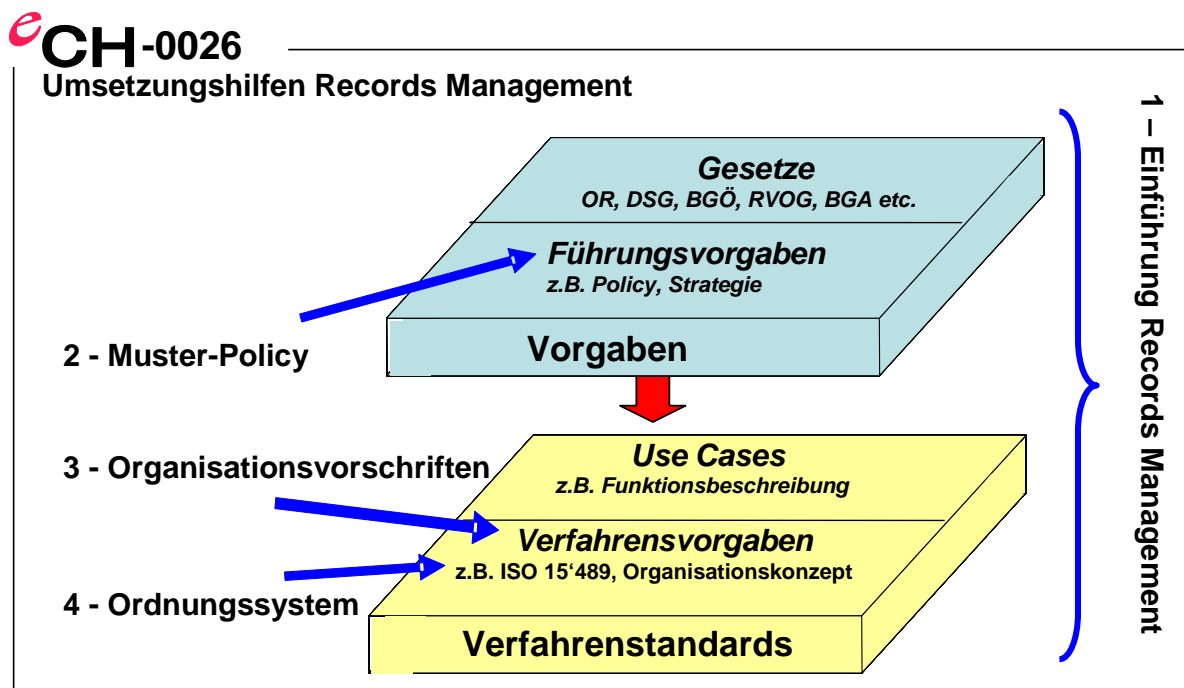 eCH-0026
Umsetzungshilfen Records Management
Gesetze
OR, DSG, BGÖ, RVOG, BGA etc.
Führungsvorgaben
z.B. Policy, Strategie
Vorgaben
2 - Muster-Policy
3 - Organisationsvorschriften
Use Cases
z.B. Funktionsbeschreibung
Verfahrensvorgaben
z.B. ISO 15‘489, Organisationskonzept
4 - Ordnungssystem
Verfahrenstandards
1 – Einführung Records Management